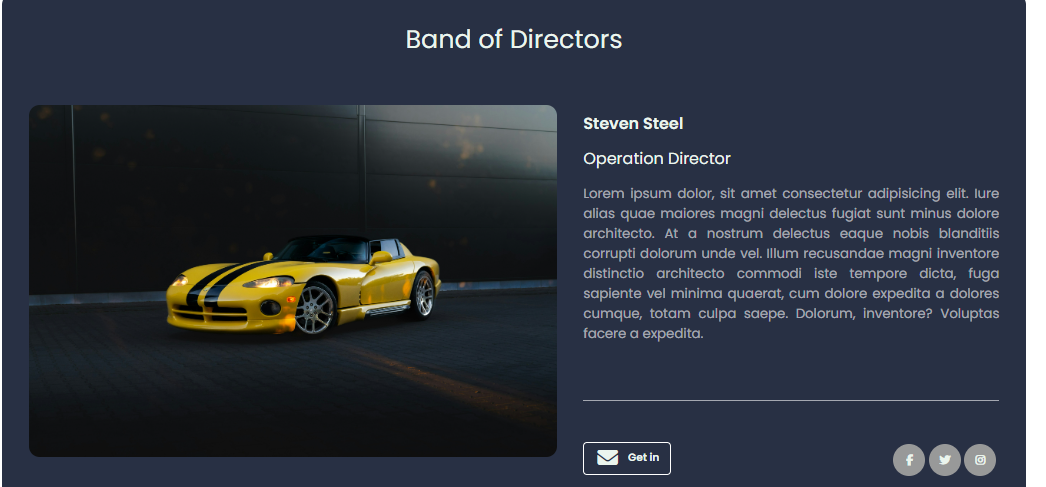 Band of Directors
Steven Steel
Operation Director
Lorem ipsum dolor, sit amet consectetur adipisicing elit. Iure
alias quae maiores magni delectus fugiat sunt minus dolore
architecto. At a nostrum delectus eaque nobis blanditiis
corrupti dolorum unde vel. Illum recusandae magni inventore
distinctio architecto commodi iste tempore dicta, fuga
sapiente vel minima quaerat, cum dolore expedita a dolores
cumque, totam culpa saepe. Dolorum, inventore? Voluptas
facere a expedita.
Get in